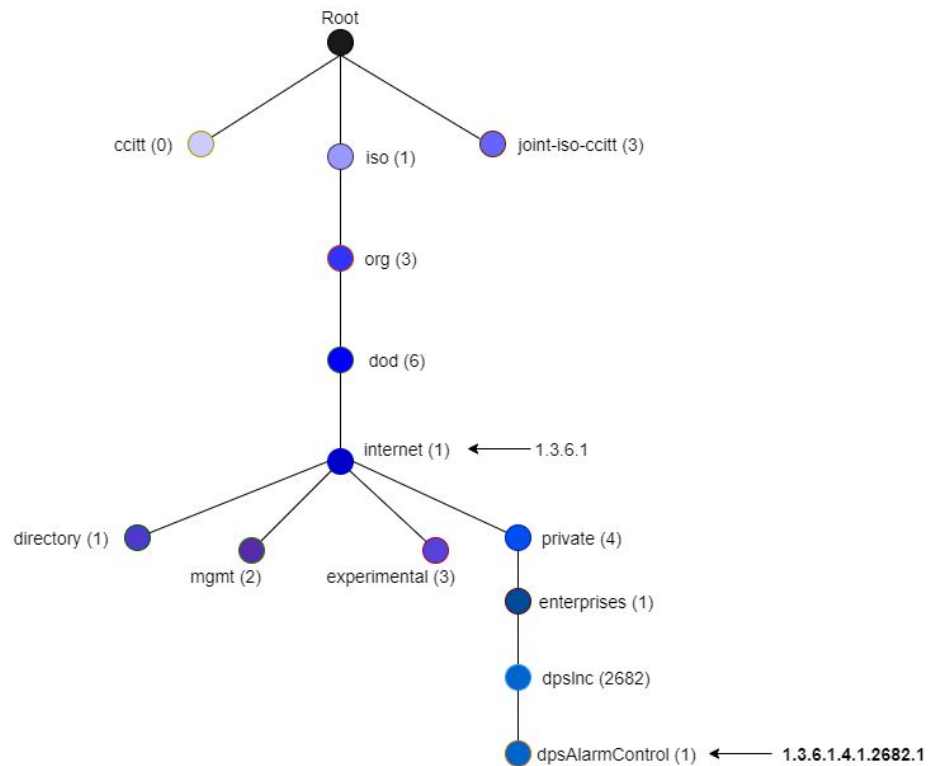 Root
ccitt (0)
iso (1)
joint-iso-ccitt (3)
org (3)
dod (6)
internet (1)
1.3.6.1
directory (1)
mgmt (2)
experimental (3)
private (4)
enterprises (1)
dpsInc (2682)
dpsAlarmControl (1)
1.3.6.1.4.1.2682.1